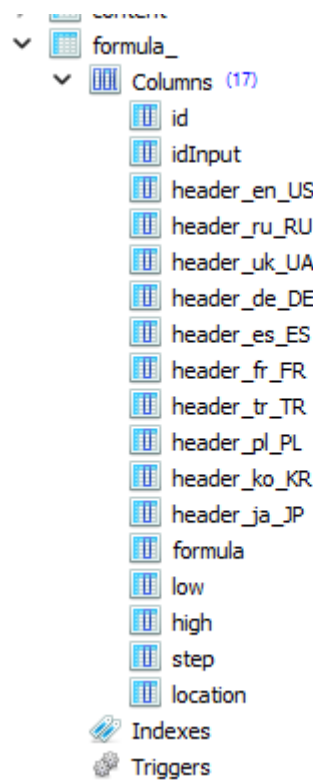 content
formula_
Columns (17)
id
idInput
header_en_US
header_ru_RU
header_uk_UA
header_de_DE
header_es_ES
header_fr_FR
header_tr_TR
header_pl_PL
header_ko_KR
header_ja_JP
formula
low
high
step
location
Indexes
Triggers